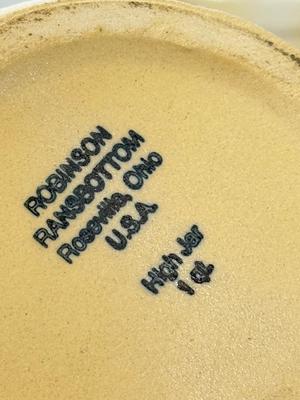 ROBINSON
RANSBOTTOM
Roseville, Ohio
U.S.A.
High Jar
1 qt.